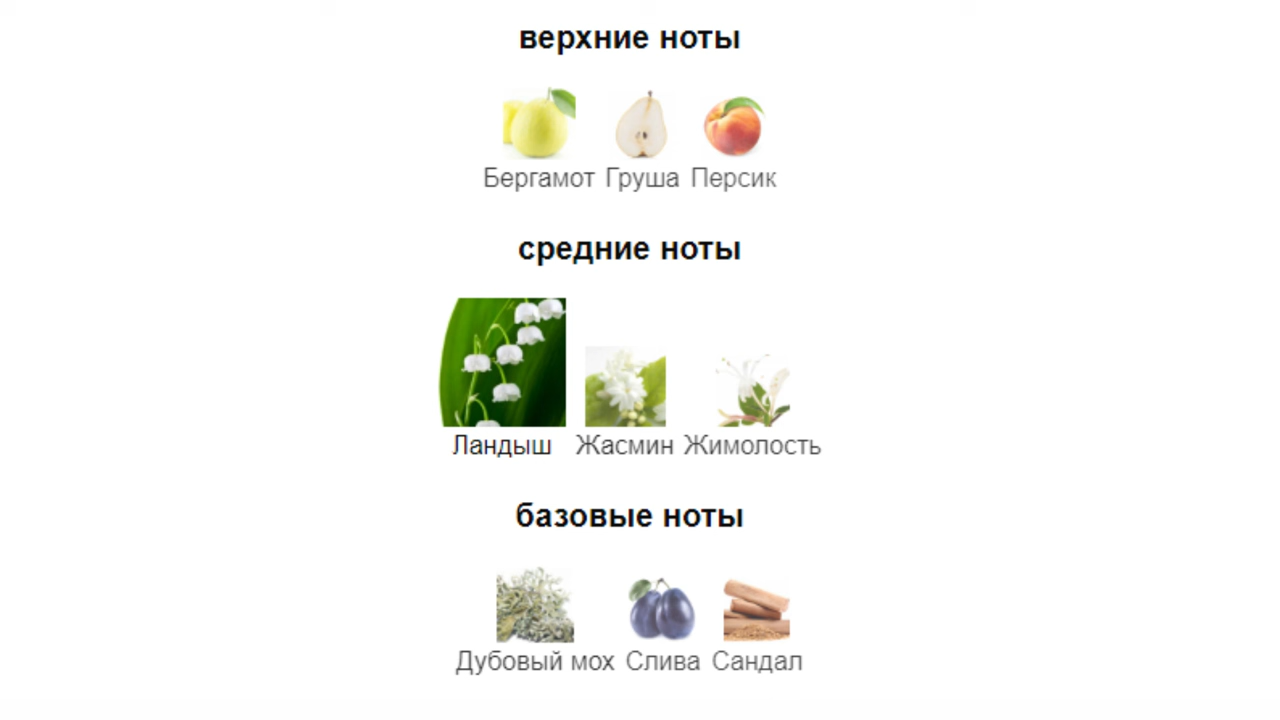 верхние ноты
Бергамот Груша Персик
средние ноты
Ландыш Жасмин Жимолость
базовые ноты
Дубовый мох Слива Сандал